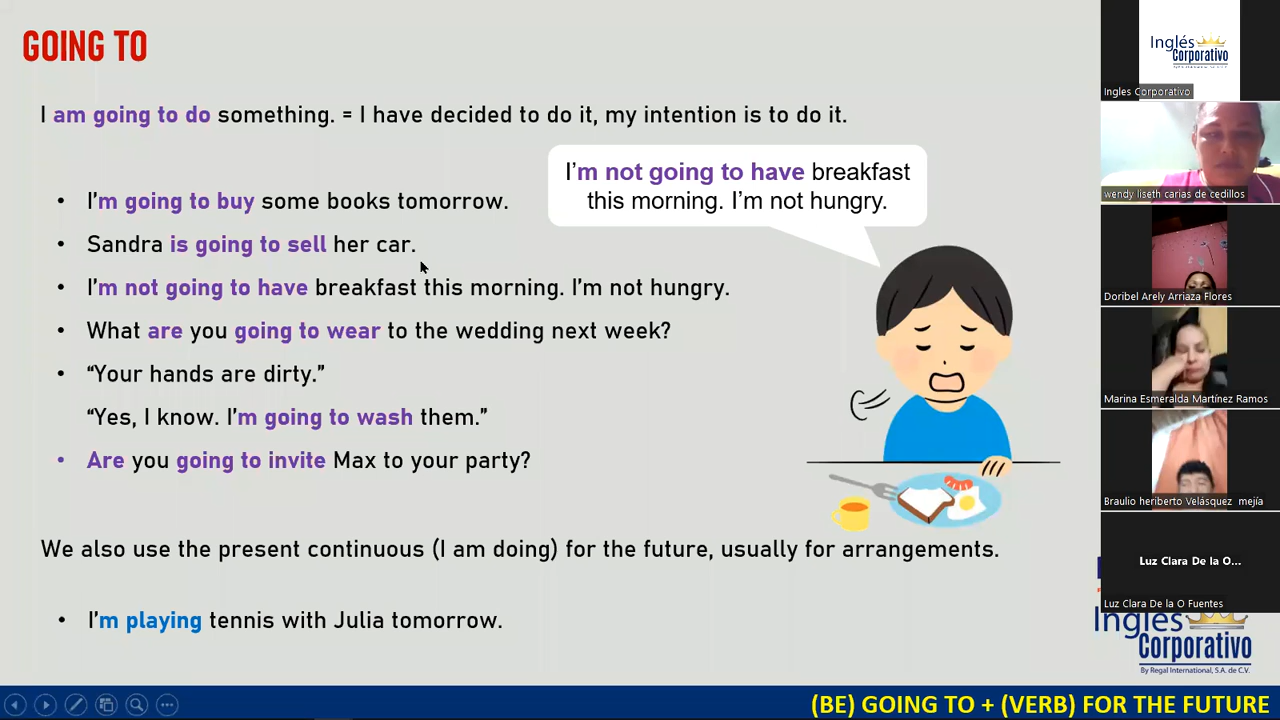 GOING TO
I am going to do something. = I have decided to do it, my intention is to do it.
I'm not going to have breakfast
this morning. I'm not hungry.
• I'm going to buy some books tomorrow.
• Sandra is going to sell her car.
• I'm not going to have breakfast this morning. I'm not hungry.
• What are you going to wear to the wedding next week?
• “Your hands are dirty.”
“Yes, I know. I'm going to wash them.”
• Are you going to invite Max to your party?
We also use the present continuous (I am doing) for the future, usually for arrangements.
• I'm playing tennis with Julia tomorrow.
(BE) GOING TO + (VERB) FOR THE FUTURE
Inglés
Corporativo
Ingles Corporativo
wendy liseth carias de cedillos
Doribel Arely Arriaza Flores
Marina Esmeralda Martínez Ramos
Braulio heriberto Velásquez mejía
Luz Clara De la O...
Luz Clara De la O Fuentes
Inglés
Corporativo
By Regal International, S.A. de C.V.